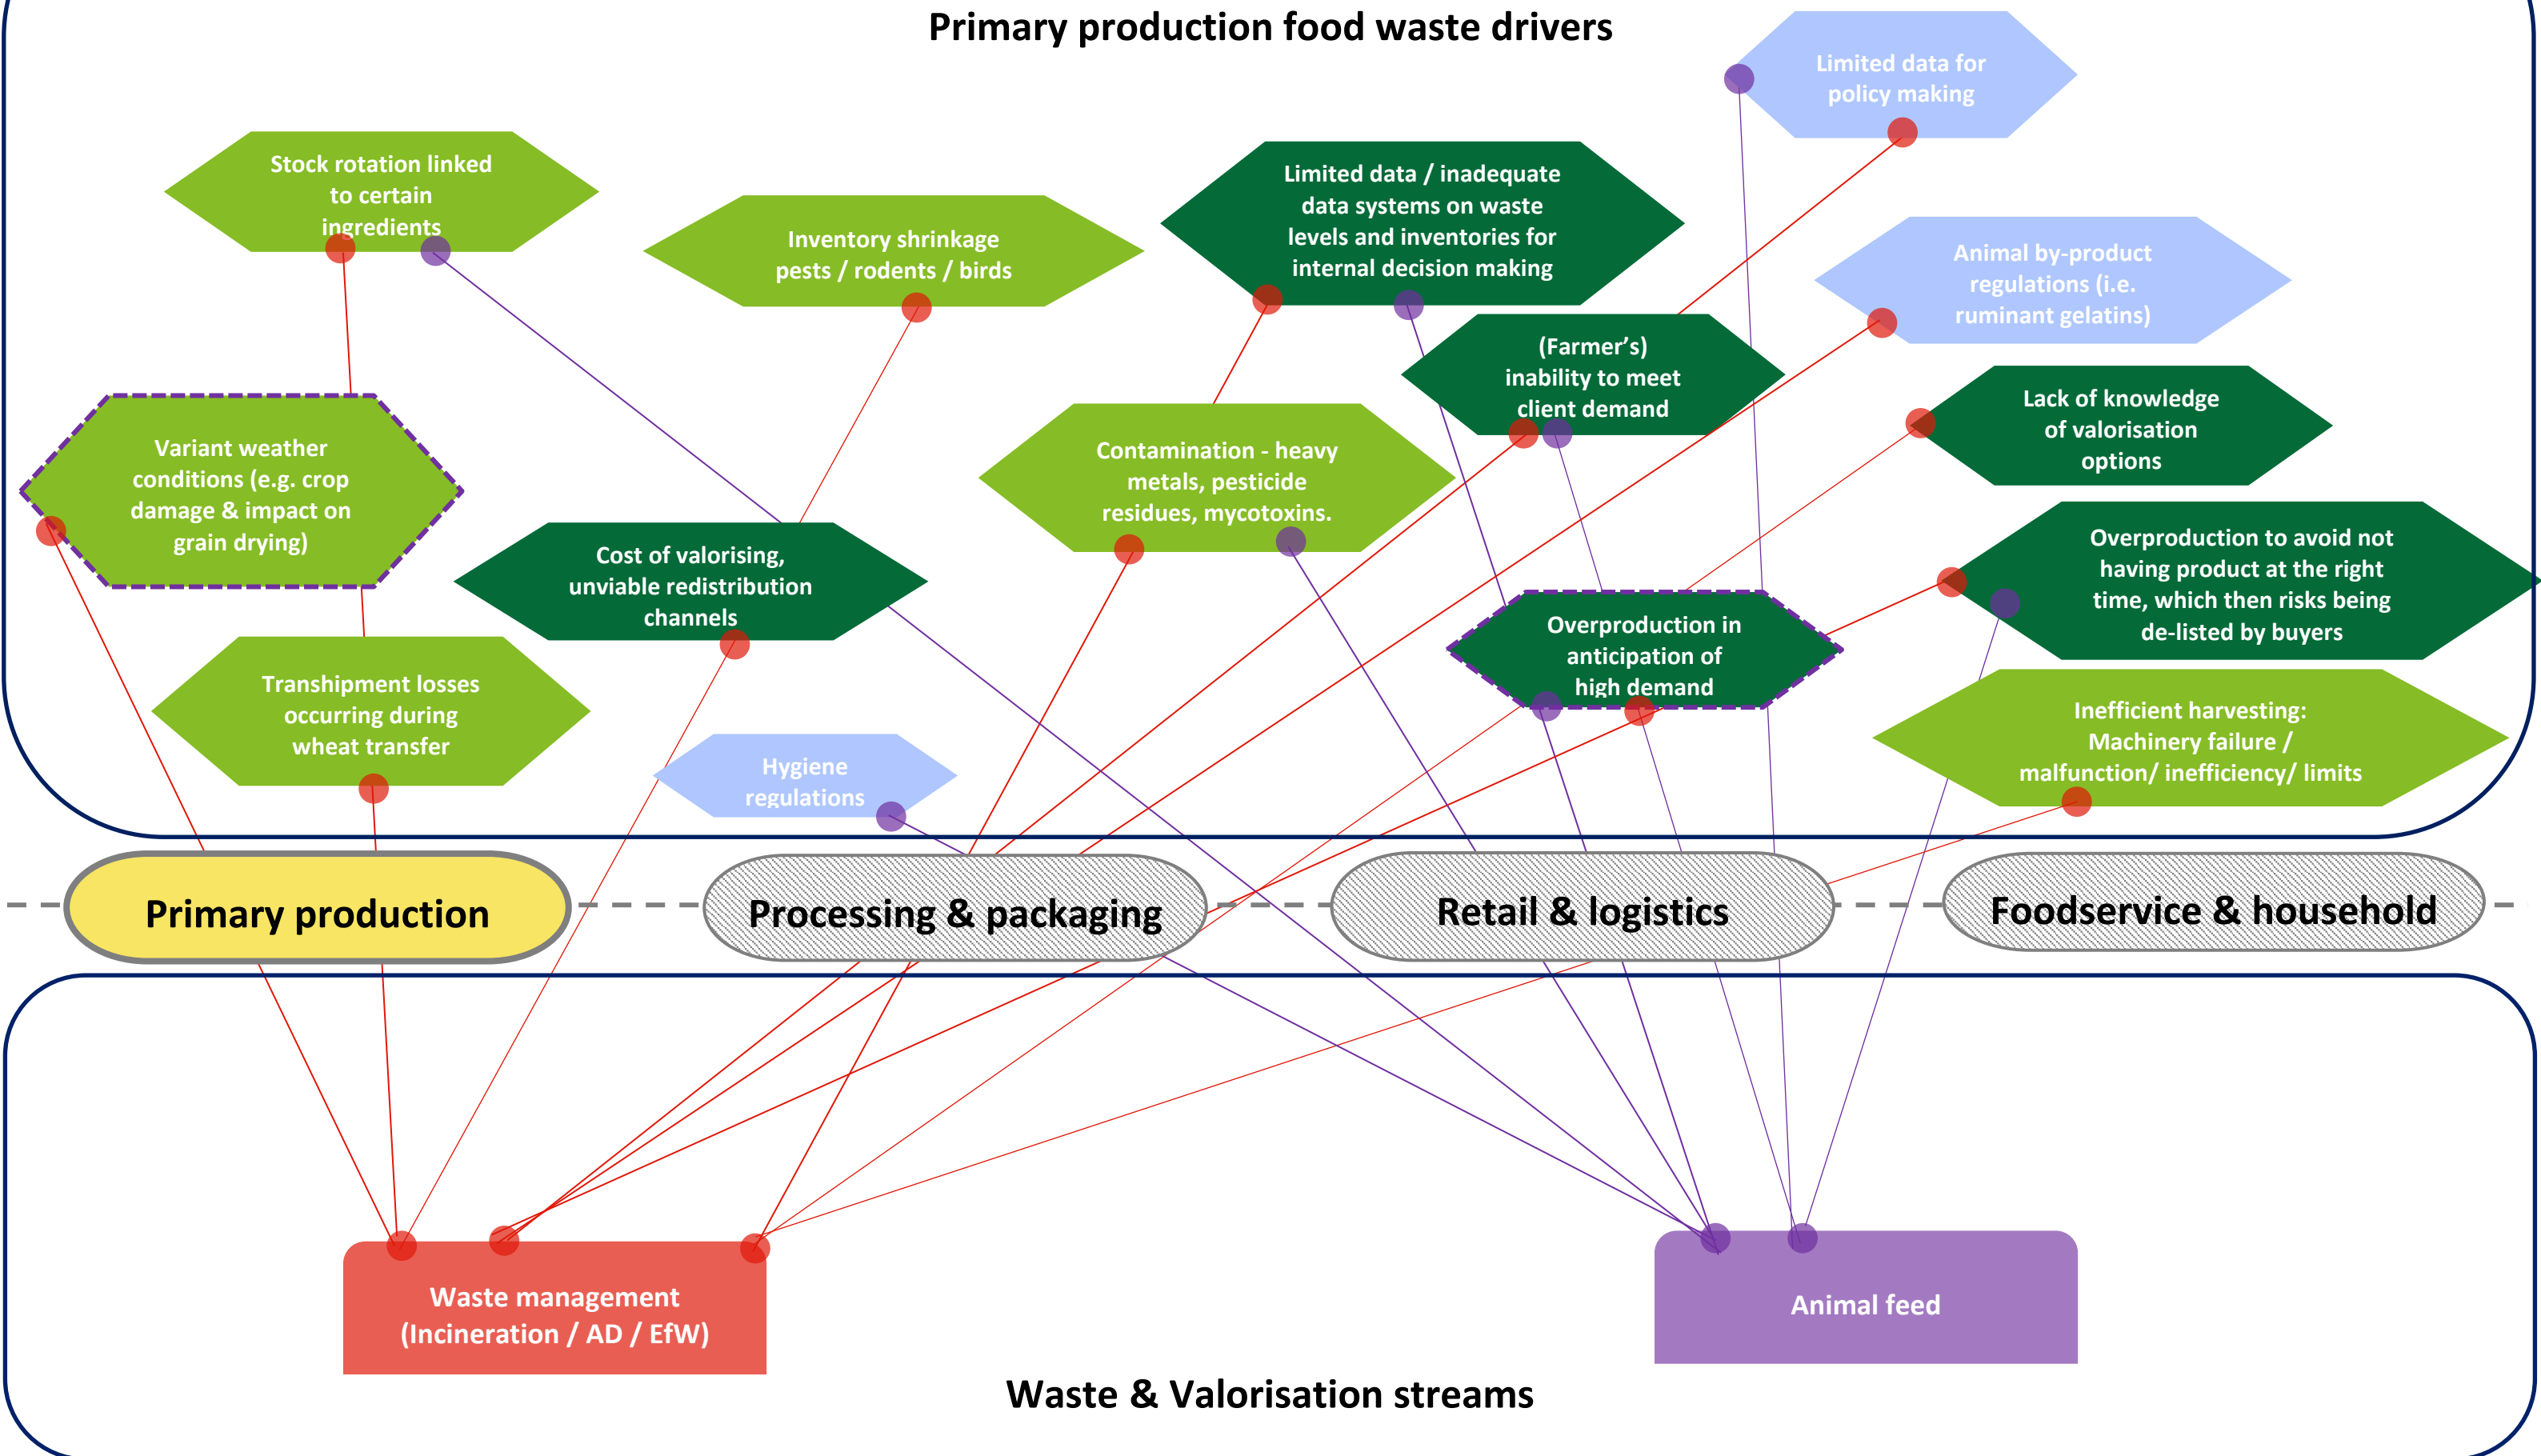 Primary production food waste drivers
Limited data for
policy making
Stock rotation linked
to certain
ingredients
Inventory shrinkage
pests / rodents / birds
Limited data / inadequate
data systems on waste
levels and inventories for
internal decision making
Animal by-product
regulations (i.e.
ruminant gelatins)
(Farmer’s)
inability to meet
client demand
Lack of knowledge
of valorisation
options
Variant weather
conditions (e.g. crop
damage & impact on
grain drying)
Contamination - heavy
metals, pesticide
residues, mycotoxins.
Cost of valorising,
unviable redistribution
channels
Overproduction to avoid not
having product at the right
time, which then risks being
de-listed by buyers
Overproduction in
anticipation of
high demand
Transhipment losses
occurring during
wheat transfer
Inefficient harvesting:
Machinery failure /
malfunction/ inefficiency/ limits
Hygiene
regulations
Primary production
Processing & packaging
Retail & logistics
Foodservice & household
Waste management
(Incineration / AD / EfW)
Animal feed
Waste & Valorisation streams